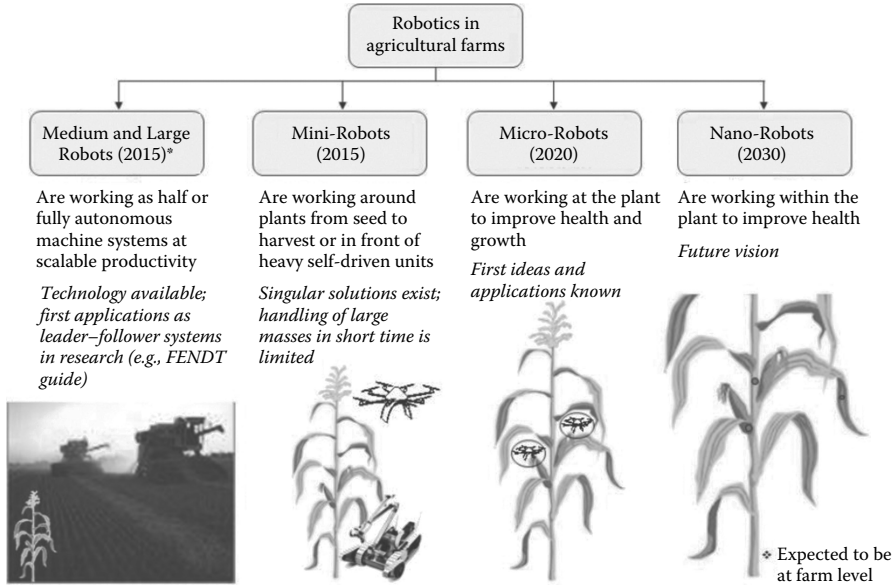 Robotics in
agricultural farms
Medium and Large
Robots (2015)*
Are working as half or
fully autonomous
machine systems at
scalable productivity
Technology available;
first applications as
leader–follower systems
in research (e.g., FENDT
guide)
Mini-Robots
(2015)
Are working around
plants from seed to
harvest or in front of
heavy self-driven units
Singular solutions exist;
handling of large
masses in short time is
limited
Micro-Robots
(2020)
Are working at the plant
to improve health and
growth
First ideas and
applications known
Nano-Robots
(2030)
Are working within the
plant to improve health
Future vision
❖ Expected to be
at farm level